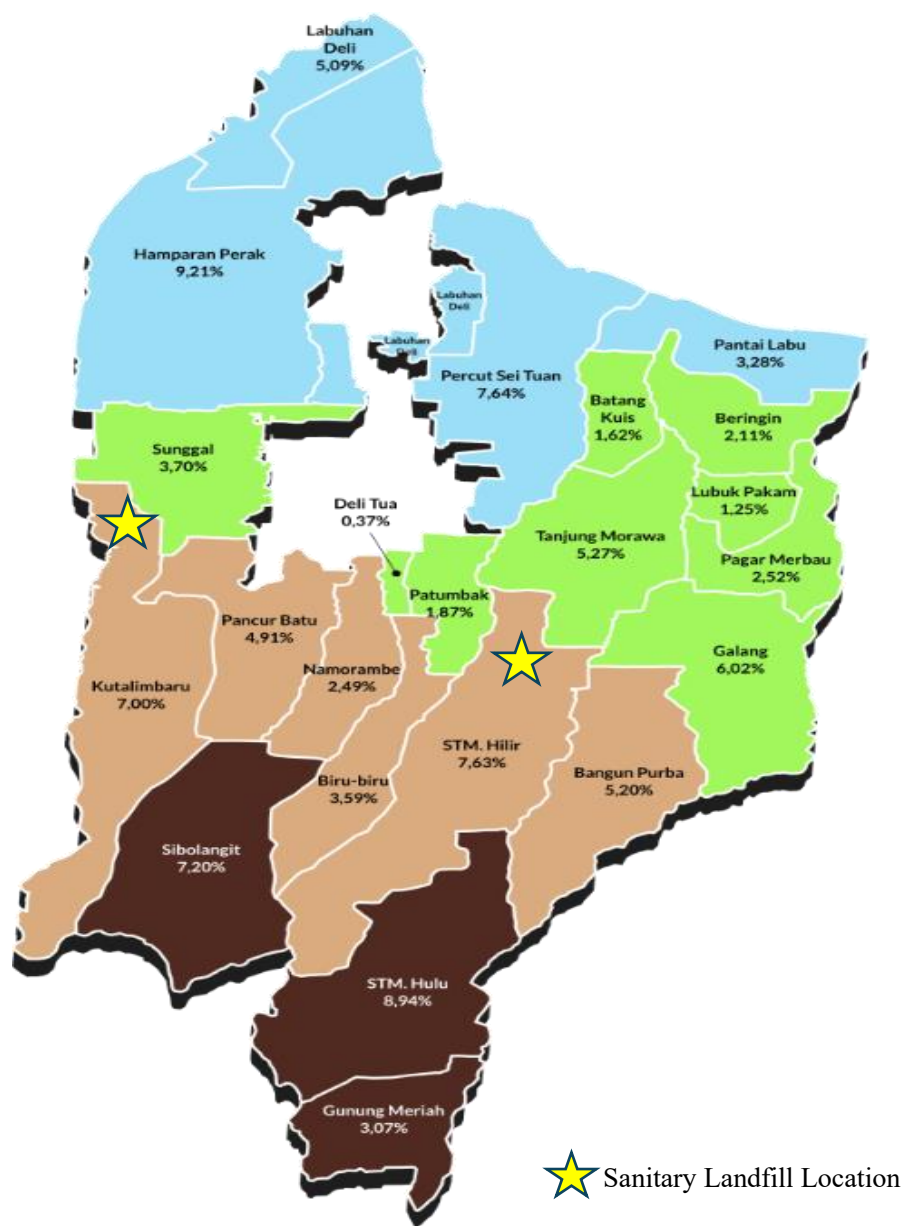 Labuhan
Deli
5,09%
Hamparan Perak
9,21%
Labuhan
Deli
Labuhan
Deli
Percut Sei Tuan
7,64%
Pantai Labu
3,28%
Batang
Kuis
1,62%
Beringin
2,11%
Sunggal
3,70%
Lubuk Pakam
1,25%
Deli Tua
0,37%
Tanjung Morawa
5,27%
Pagar Merbau
2,52%
Patumbak
1,87%
Pancur Batu
4,91%
Namorambe
2,49%
Galang
6,02%
Kutalimbaru
7,00%
STM. Hilir
7,63%
Biru-biru
3,59%
Bangun Purba
5,20%
Sibolangit
7,20%
STM. Hulu
8,94%
Gunung Meriah
3,07%
Sanitary Landfill Location